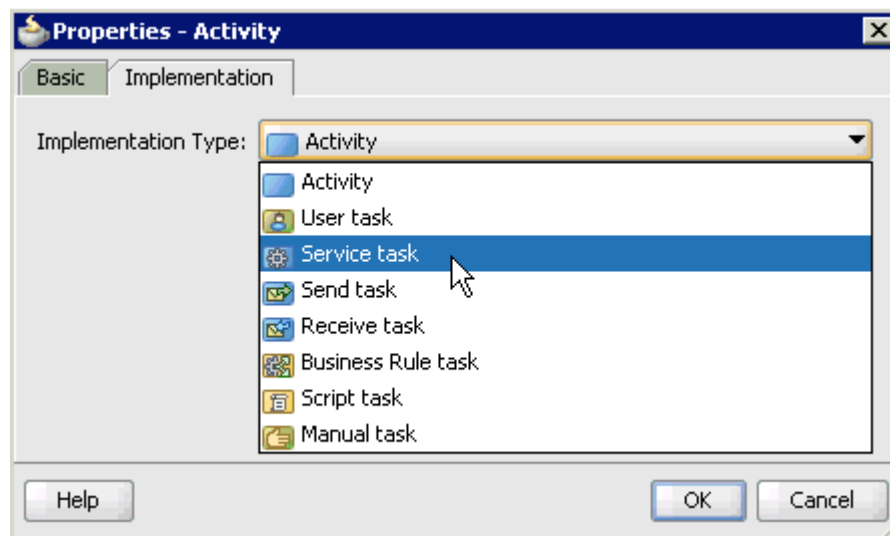 Properties - Activity
Basic Implementation
Implementation Type: Activity
Activity
User task
Service task
Send task
Receive task
Business Rule task
Script task
Manual task
Help OK Cancel